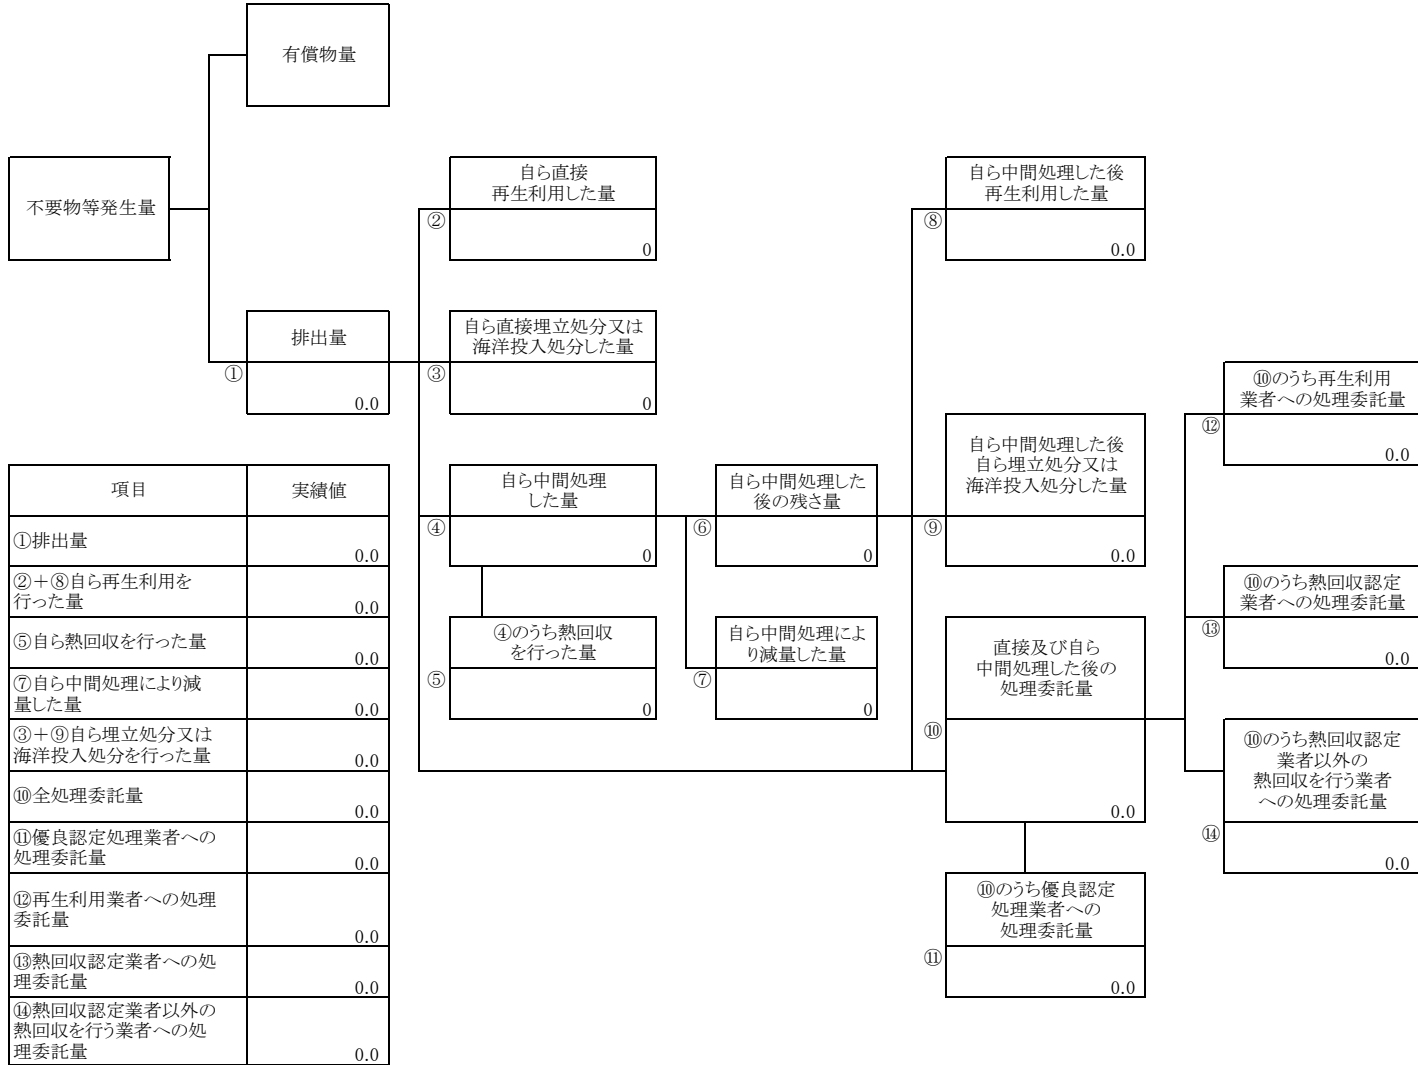 有償物量
不要物等発生量
自ら直接
再生利用した量
②
0
自ら中間処理した後
再生利用した量
⑧
0.0
排出量
①
0.0
自ら直接埋立処分又は
海洋投入処分した量
③
0
⑩のうち再生利用
業者への処理委託量
⑫
0.0
自ら中間処理
した量
④
0
自ら中間処理した
後の残さ量
⑥
0
自ら中間処理した後
自ら埋立処分又は
海洋投入処分した量
⑨
0.0
④のうち熱回収
を行った量
⑤
0
自ら中間処理によ
り減量した量
⑦
0
直接及び自ら
中間処理した後の
処理委託量
⑩
0.0
⑩のうち熱回収認定
業者への処理委託量
⑬
0.0
⑩のうち熱回収認定
業者以外の
熱回収を行う業者
への処理委託量
⑭
0.0
⑩のうち優良認定
処理業者への
処理委託量
⑪
0.0
項目 実績値
①排出量
0.0
②＋⑧自ら再生利用を
行った量
0.0
⑤自ら熱回収を行った量
0.0
⑦自ら中間処理により減
量した量
0.0
③＋⑨自ら埋立処分又は
海洋投入処分を行った量
0.0
⑩全処理委託量
0.0
⑪優良認定処理業者への
処理委託量
0.0
⑫再生利用業者への処理
委託量
0.0
⑬熱回収認定業者への処
理委託量
0.0
⑭熱回収認定業者以外の
熱回収を行う業者への処
理委託量
0.0